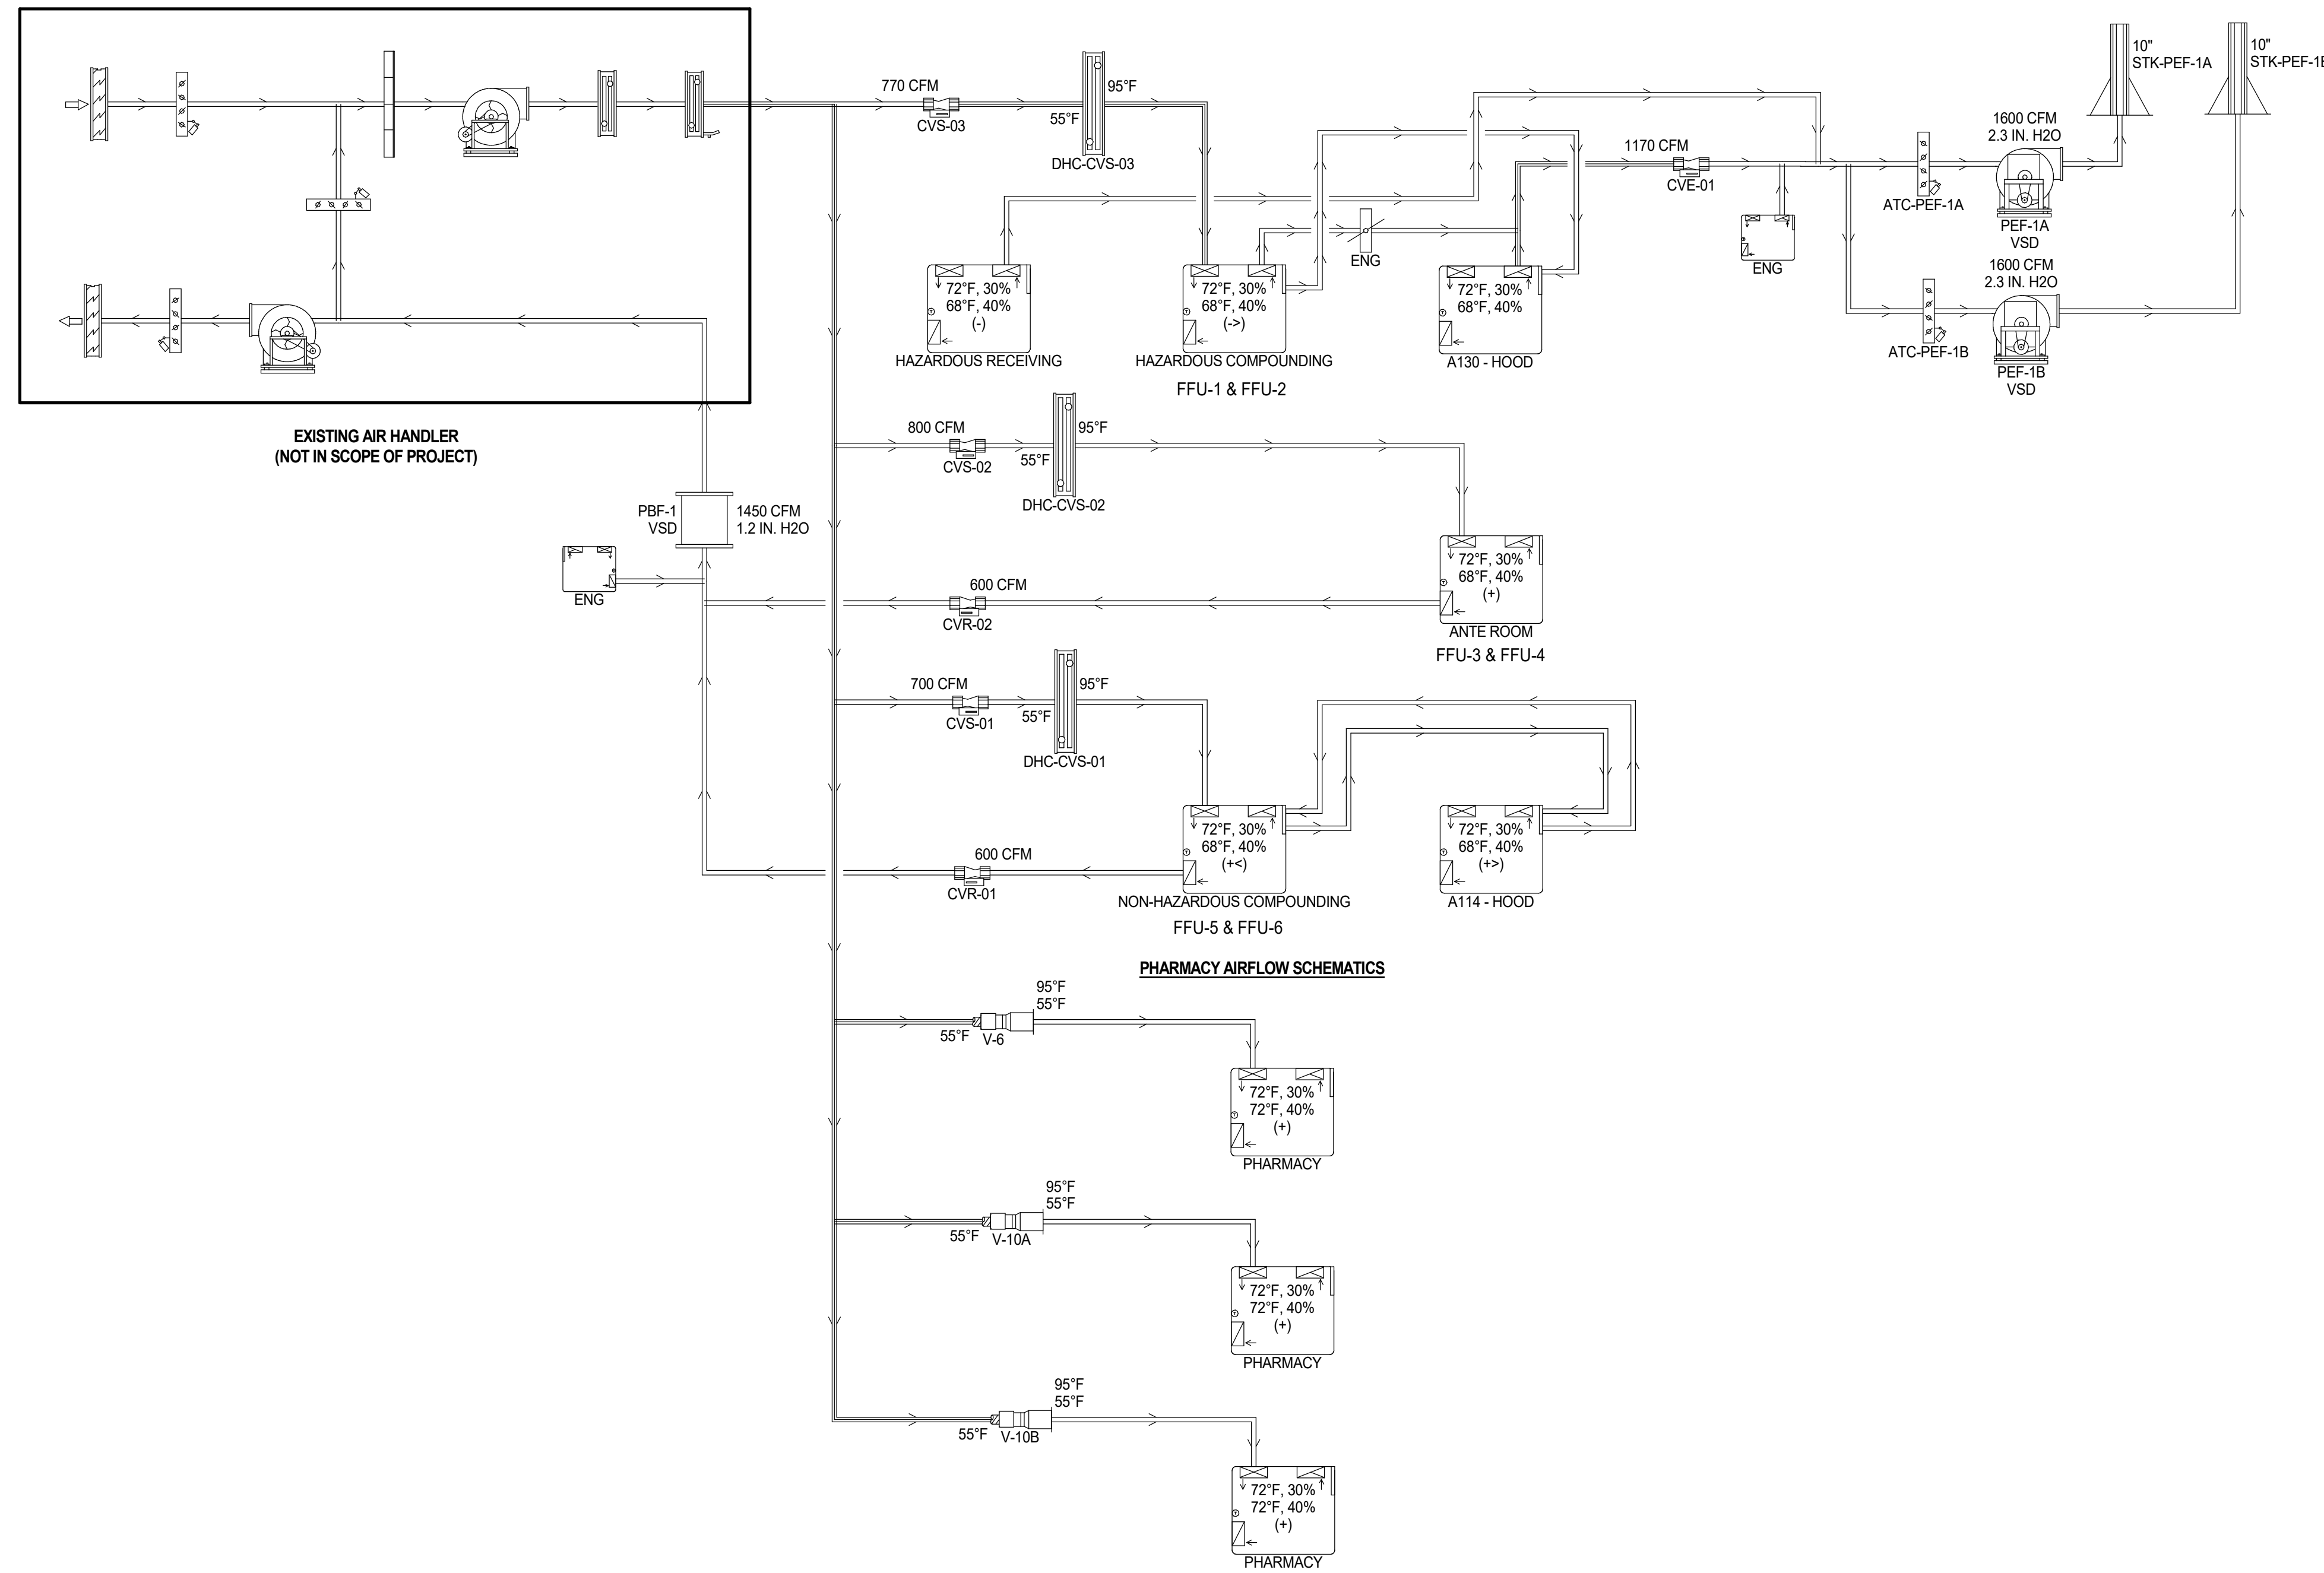 10"
STK-PEF-1A
10"
STK-PEF-1
770 CFM
CVS-03
95°F
55°F
DHC-CVS-03
1170 CFM
CVE-01
ENG
ATC-PEF-1A
1600 CFM
2.3 IN. H2O
PEF-1A
VSD
1600 CFM
2.3 IN. H2O
ATC-PEF-1B
PEF-1B
VSD
ENG
72°F, 30%
68°F, 40%
(-)
HAZARDOUS RECEIVING
72°F, 30%
68°F, 40%
(->)
HAZARDOUS COMPOUNDING
FFU-1 & FFU-2
72°F, 30%
68°F, 40%
A130 - HOOD
EXISTING AIR HANDLER
(NOT IN SCOPE OF PROJECT)
800 CFM
CVS-02
95°F
55°F
DHC-CVS-02
PBF-1
VSD
1450 CFM
1.2 IN. H2O
ENG
600 CFM
CVR-02
72°F, 30%
68°F, 40%
(+)
T
ANTE ROOM
FFU-3 & FFU-4
700 CFM
CVS-01
95°F
55°F
DHC-CVS-01
600 CFM
CVR-01
72°F, 30%
68°F, 40%
(+<)
NON-HAZARDOUS COMPOUNDING
FFU-5 & FFU-6
72°F, 30%
68°F, 40%
(+>)
A114 - HOOD
PHARMACY AIRFLOW SCHEMATICS
95°F
55°F
55°F
V-6
72°F, 30%
72°F, 40%
(+)
PHARMACY
95°F
55°F
55°F
V-10A
72°F, 30%
72°F, 40%
(+)
PHARMACY
95°F
55°F
55°F
V-10B
72°F, 30%
72°F, 40%
(+)
PHARMACY